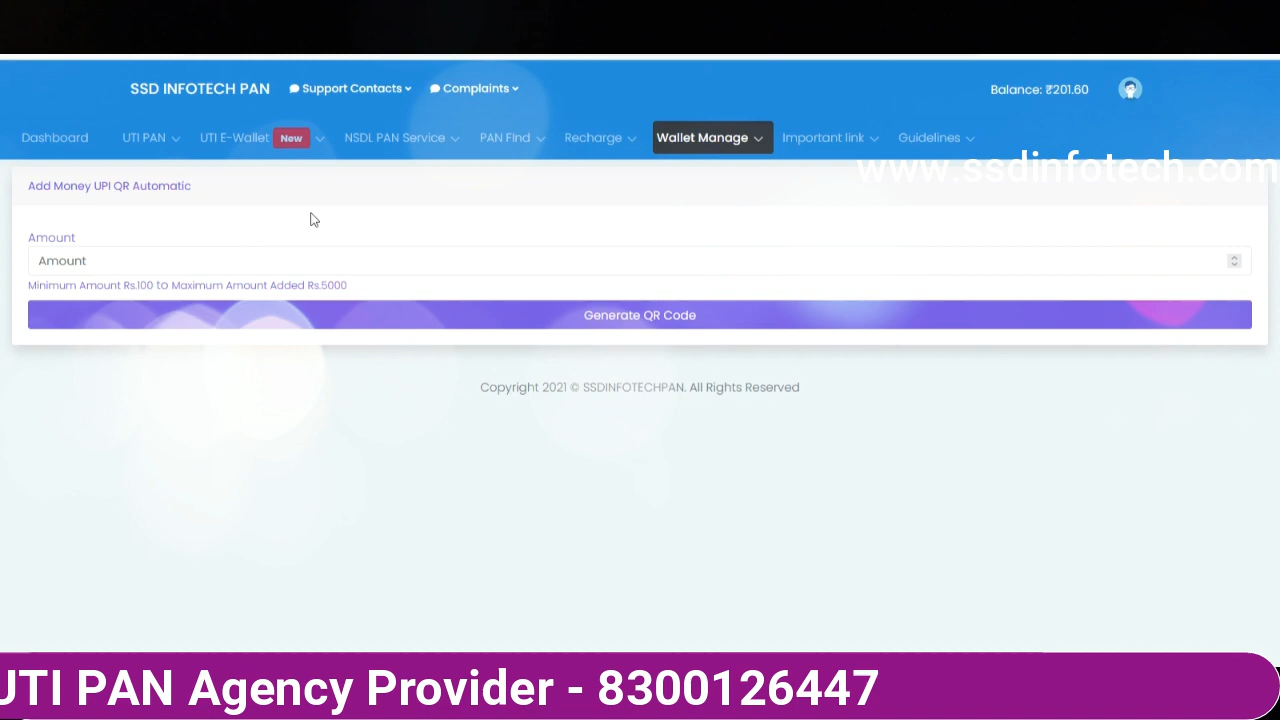 SSD INFOTECH PAN Support Contacts Complaints Balance: ₹201.60
Dashboard UTI PAN UTI E-Wallet New NSDL PAN Service PAN FInd Recharge Wallet Manage Important link Guidelines
www.ssdinfotech.com
Add Money UPI QR Automatic
Amount
Amount
Minimum Amount Rs.100 to Maximum Amount Added Rs.5000
Generate QR Code
Copyright 2021 © SSDINFOTECHPAN. All Rights Reserved
UTI PAN Agency Provider - 8300126447